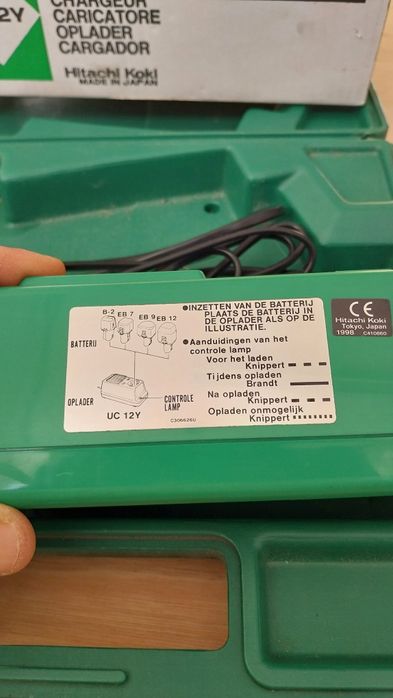 CHARGEUR
2Y CARICATORE
OPLADER
CARGADOR
Hitachi Koki
MADE IN JAPAN
B-2 EB 7 EB 9 EB 12
BATTERIJ
OPLADER
CONTROLE
LAMP
UC 12Y
C306626U
●INZETTEN VAN DE BATTERIJ
PLAATS DE BATTERIJ IN
DE OPLADER ALS OP DE
ILLUSTRATIE.
●Aanduidingen van het
controle lamp
Voor het laden
Knippert
Tijdens opladen
Brandt
Na opladen
Knippert
Opladen onmogelijk
Knippert
CE
Hitachi Koki
Tokyo, Japan
1998 C410660